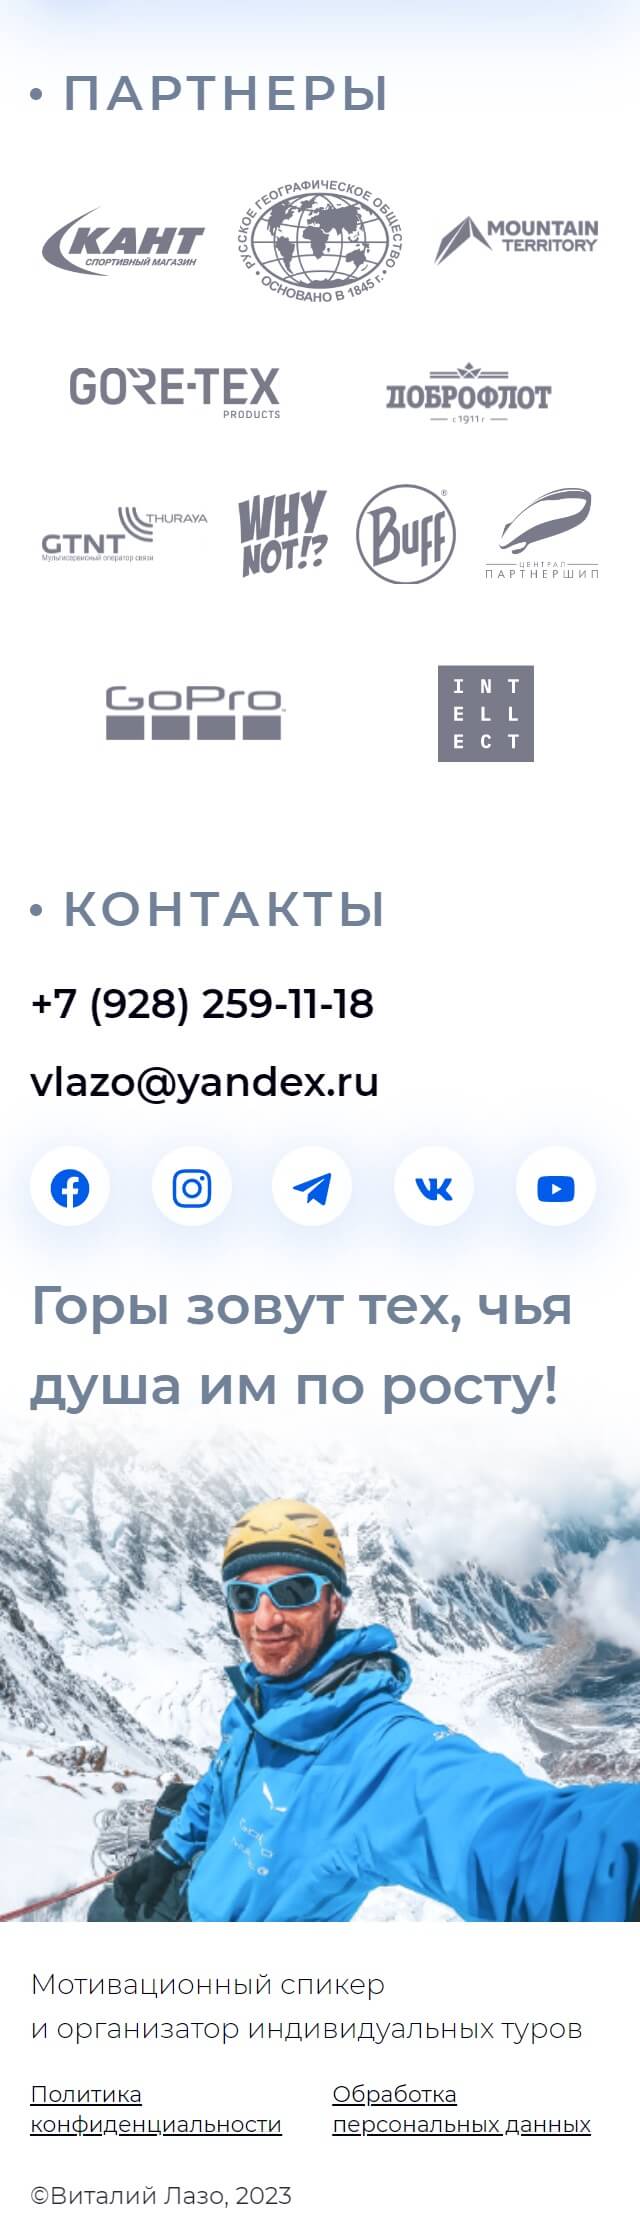 • ПАРТНЕРЫ
КАНТ
СПОРТИВНЫЙ МАГАЗИН
РУССКОЕ ГЕОГРАФИЧЕСКОЕ ОБЩЕСТВО
• ОСНОВАНО В 1845 г. •
MOUNTAIN
TERRITORY
GORE-TEX
PRODUCTS
ДОБРОФЛОТ
с 1911 г
THURAYA
GTNT
Мультисервисный оператор связи
WHY
NOT!?
BUFF®
ЦЕНТРАЛ
ПАРТНЕРШИП
GoPro
INT
ELL
ECT
• КОНТАКТЫ
+7 (928) 259-11-18
vlazo@yandex.ru
Горы зовут тех, чья
душа им по росту!
Мотивационный спикер
и организатор индивидуальных туров
Политика
конфиденциальности
Обработка
персональных данных
©Виталий Лазо, 2023